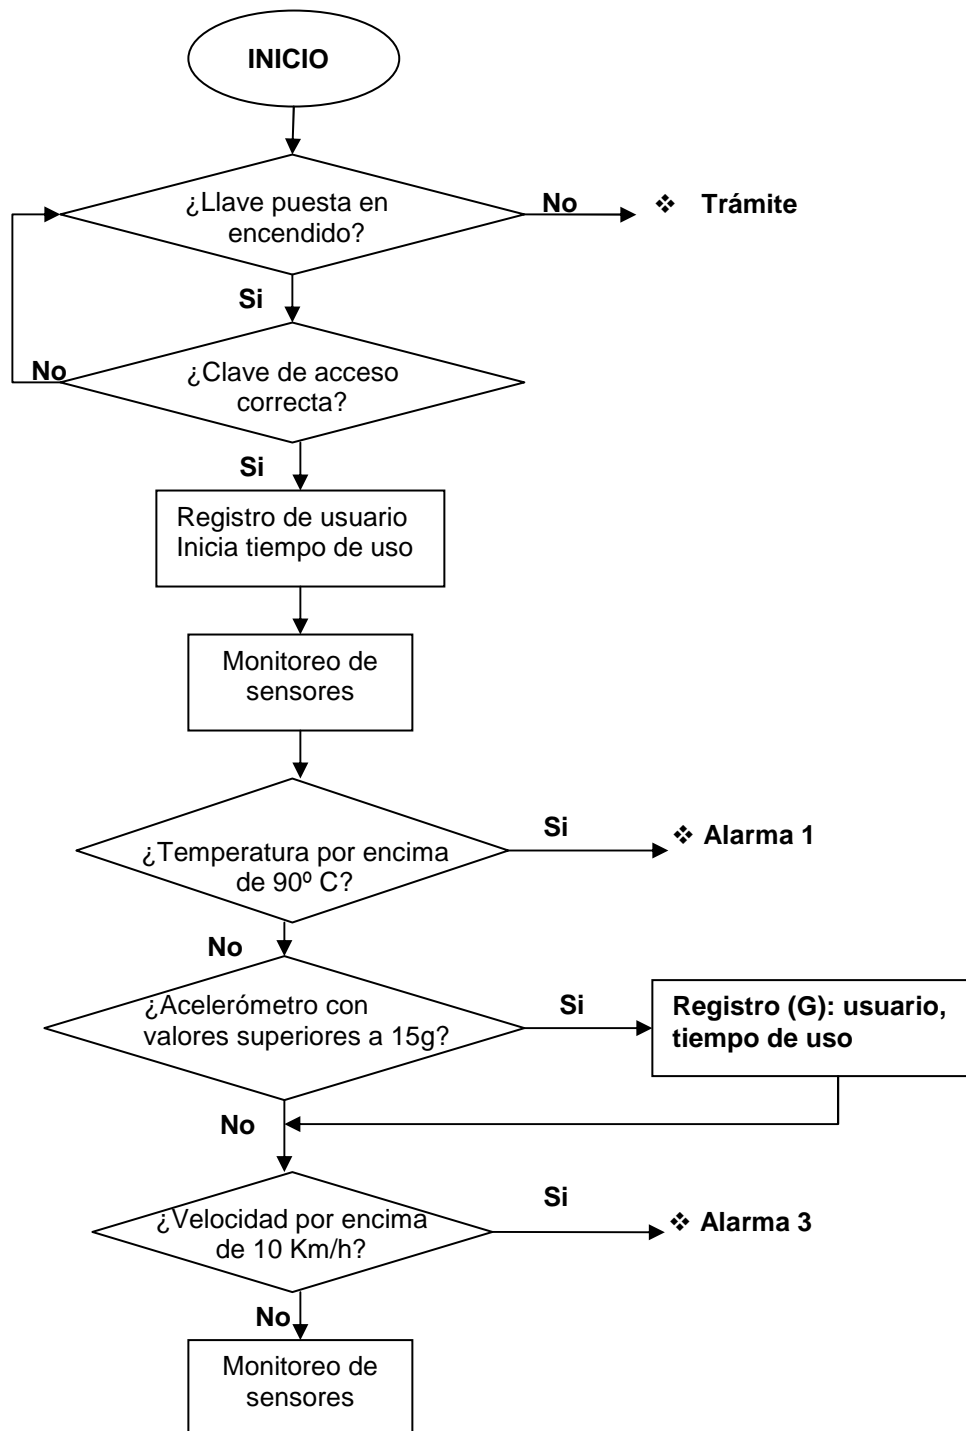 INICIO
¿Llave puesta en
encendido?
No
❖ Trámite
Si
¿Clave de acceso
correcta?
No
Si
Registro de usuario
Inicia tiempo de uso
Monitoreo de
sensores
¿Temperatura por encima
de 90º C?
Si
❖ Alarma 1
No
¿Acelerómetro con
valores superiores a 15g?
Si
Registro (G): usuario,
tiempo de uso
No
¿Velocidad por encima
de 10 Km/h?
Si
❖ Alarma 3
No
Monitoreo de
sensores